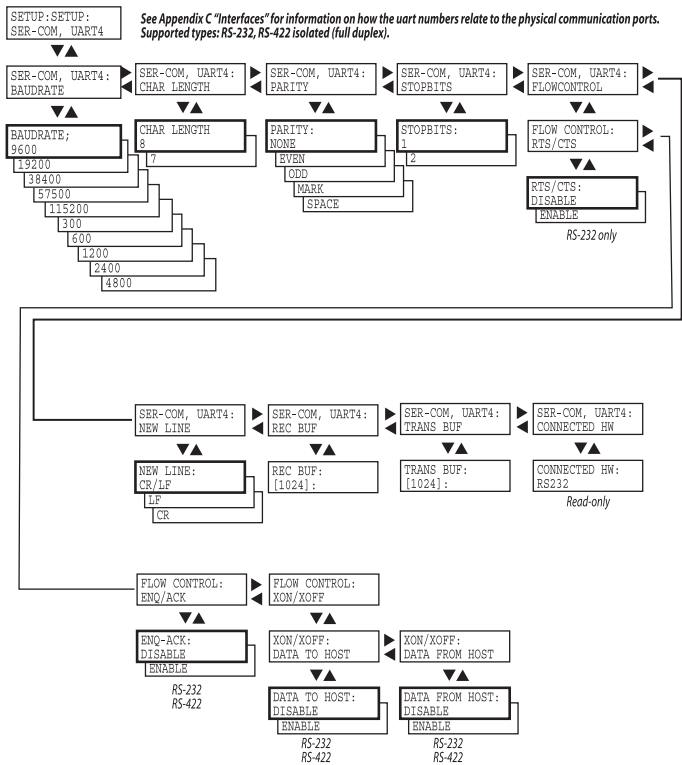 SETUP:SETUP:
SER-COM, UART4
See Appendix C “Interfaces” for information on how the uart numbers relate to the physical communication ports.
Supported types: RS-232, RS-422 isolated (full duplex).
SER-COM, UART4:
BAUDRATE
SER-COM, UART4:
CHAR LENGTH
SER-COM, UART4:
PARITY
SER-COM, UART4:
STOPBITS
SER-COM, UART4:
FLOWCONTROL
BAUDRATE;
9600
19200
38400
57500
115200
300
600
1200
2400
4800
CHAR LENGTH
8
7
PARITY:
NONE
EVEN
ODD
MARK
SPACE
STOPBITS:
1
2
FLOW CONTROL:
RTS/CTS
RTS/CTS:
DISABLE
ENABLE
RS-232 only
SER-COM, UART4:
NEW LINE
SER-COM, UART4:
REC BUF
SER-COM, UART4:
TRANS BUF
SER-COM, UART4:
CONNECTED HW
NEW LINE:
CR/LF
LF
CR
REC BUF:
[1024]:
TRANS BUF:
[1024]:
CONNECTED HW:
RS232
Read-only
FLOW CONTROL:
ENQ/ACK
FLOW CONTROL:
XON/XOFF
ENQ-ACK:
DISABLE
ENABLE
RS-232
RS-422
XON/XOFF:
DATA TO HOST
XON/XOFF:
DATA FROM HOST
DATA TO HOST:
DISABLE
ENABLE
RS-232
RS-422
DATA FROM HOST:
DISABLE
ENABLE
RS-232
RS-422